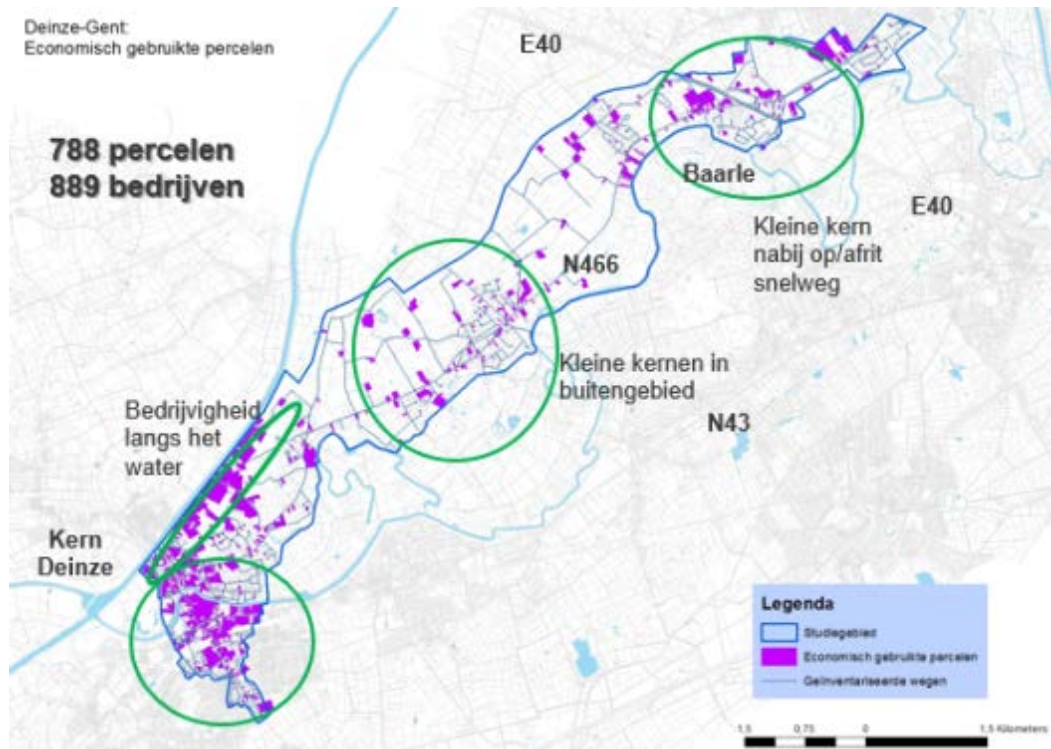 Deinze-Gent:
Economisch gebruikte percelen
788 percelen
889 bedrijven
E40
Baarle
E40
Kleine kern
nabij op/afrit
snelweg
N466
Kleine kernen in
buitengebied
N43
Bedrijvigheid
langs het
water
Kern
Deinze
Legenda
Studiegebied
Economisch gebruikte percelen
Geïnventariseerde wegen
1,5 0,75 0 1,5 Kilometers